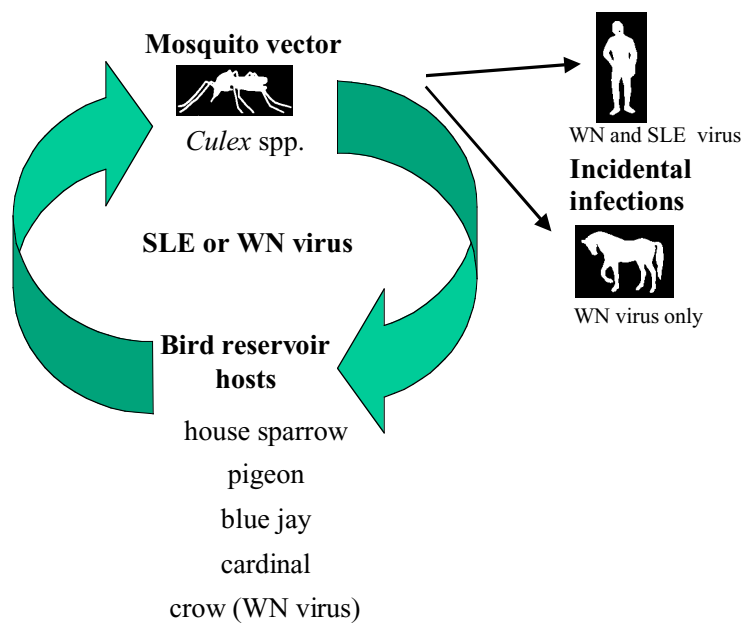 Mosquito vector
Culex spp.
WN and SLE virus
Incidental
infections
WN virus only
SLE or WN virus
Bird reservoir
hosts
house sparrow
pigeon
blue jay
cardinal
crow (WN virus)